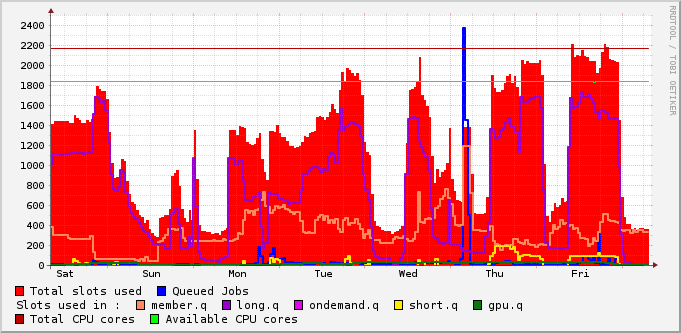 RRDTOOL / TOBI OETIKER
2400
2200
2000
1800
1600
1400
1200
1000
800
600
400
200
0
Sat Sun Mon Tue Wed Thu Fri
Total slots used Queued Jobs
Slots used in : member.q long.q ondemand.q short.q gpu.q
Total CPU cores Available CPU cores